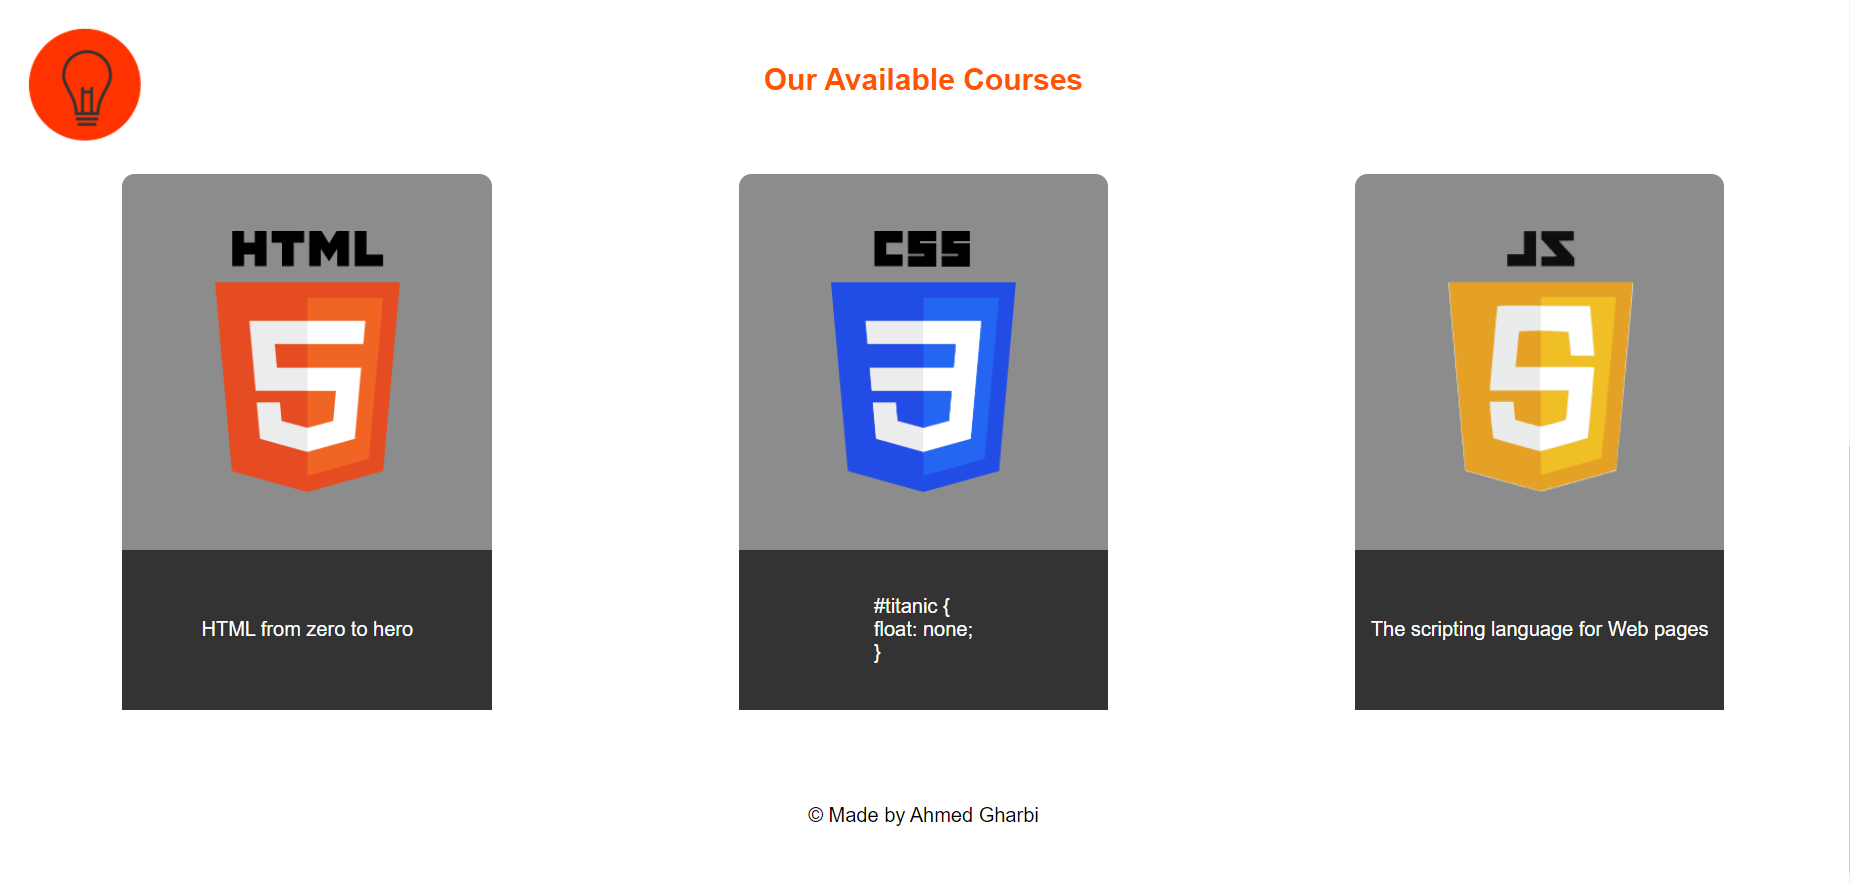 Our Available Courses
HTML
5
CSS
3
JS
5
HTML from zero to hero
#titanic {
float: none;
}
The scripting language for Web pages
© Made by Ahmed Gharbi